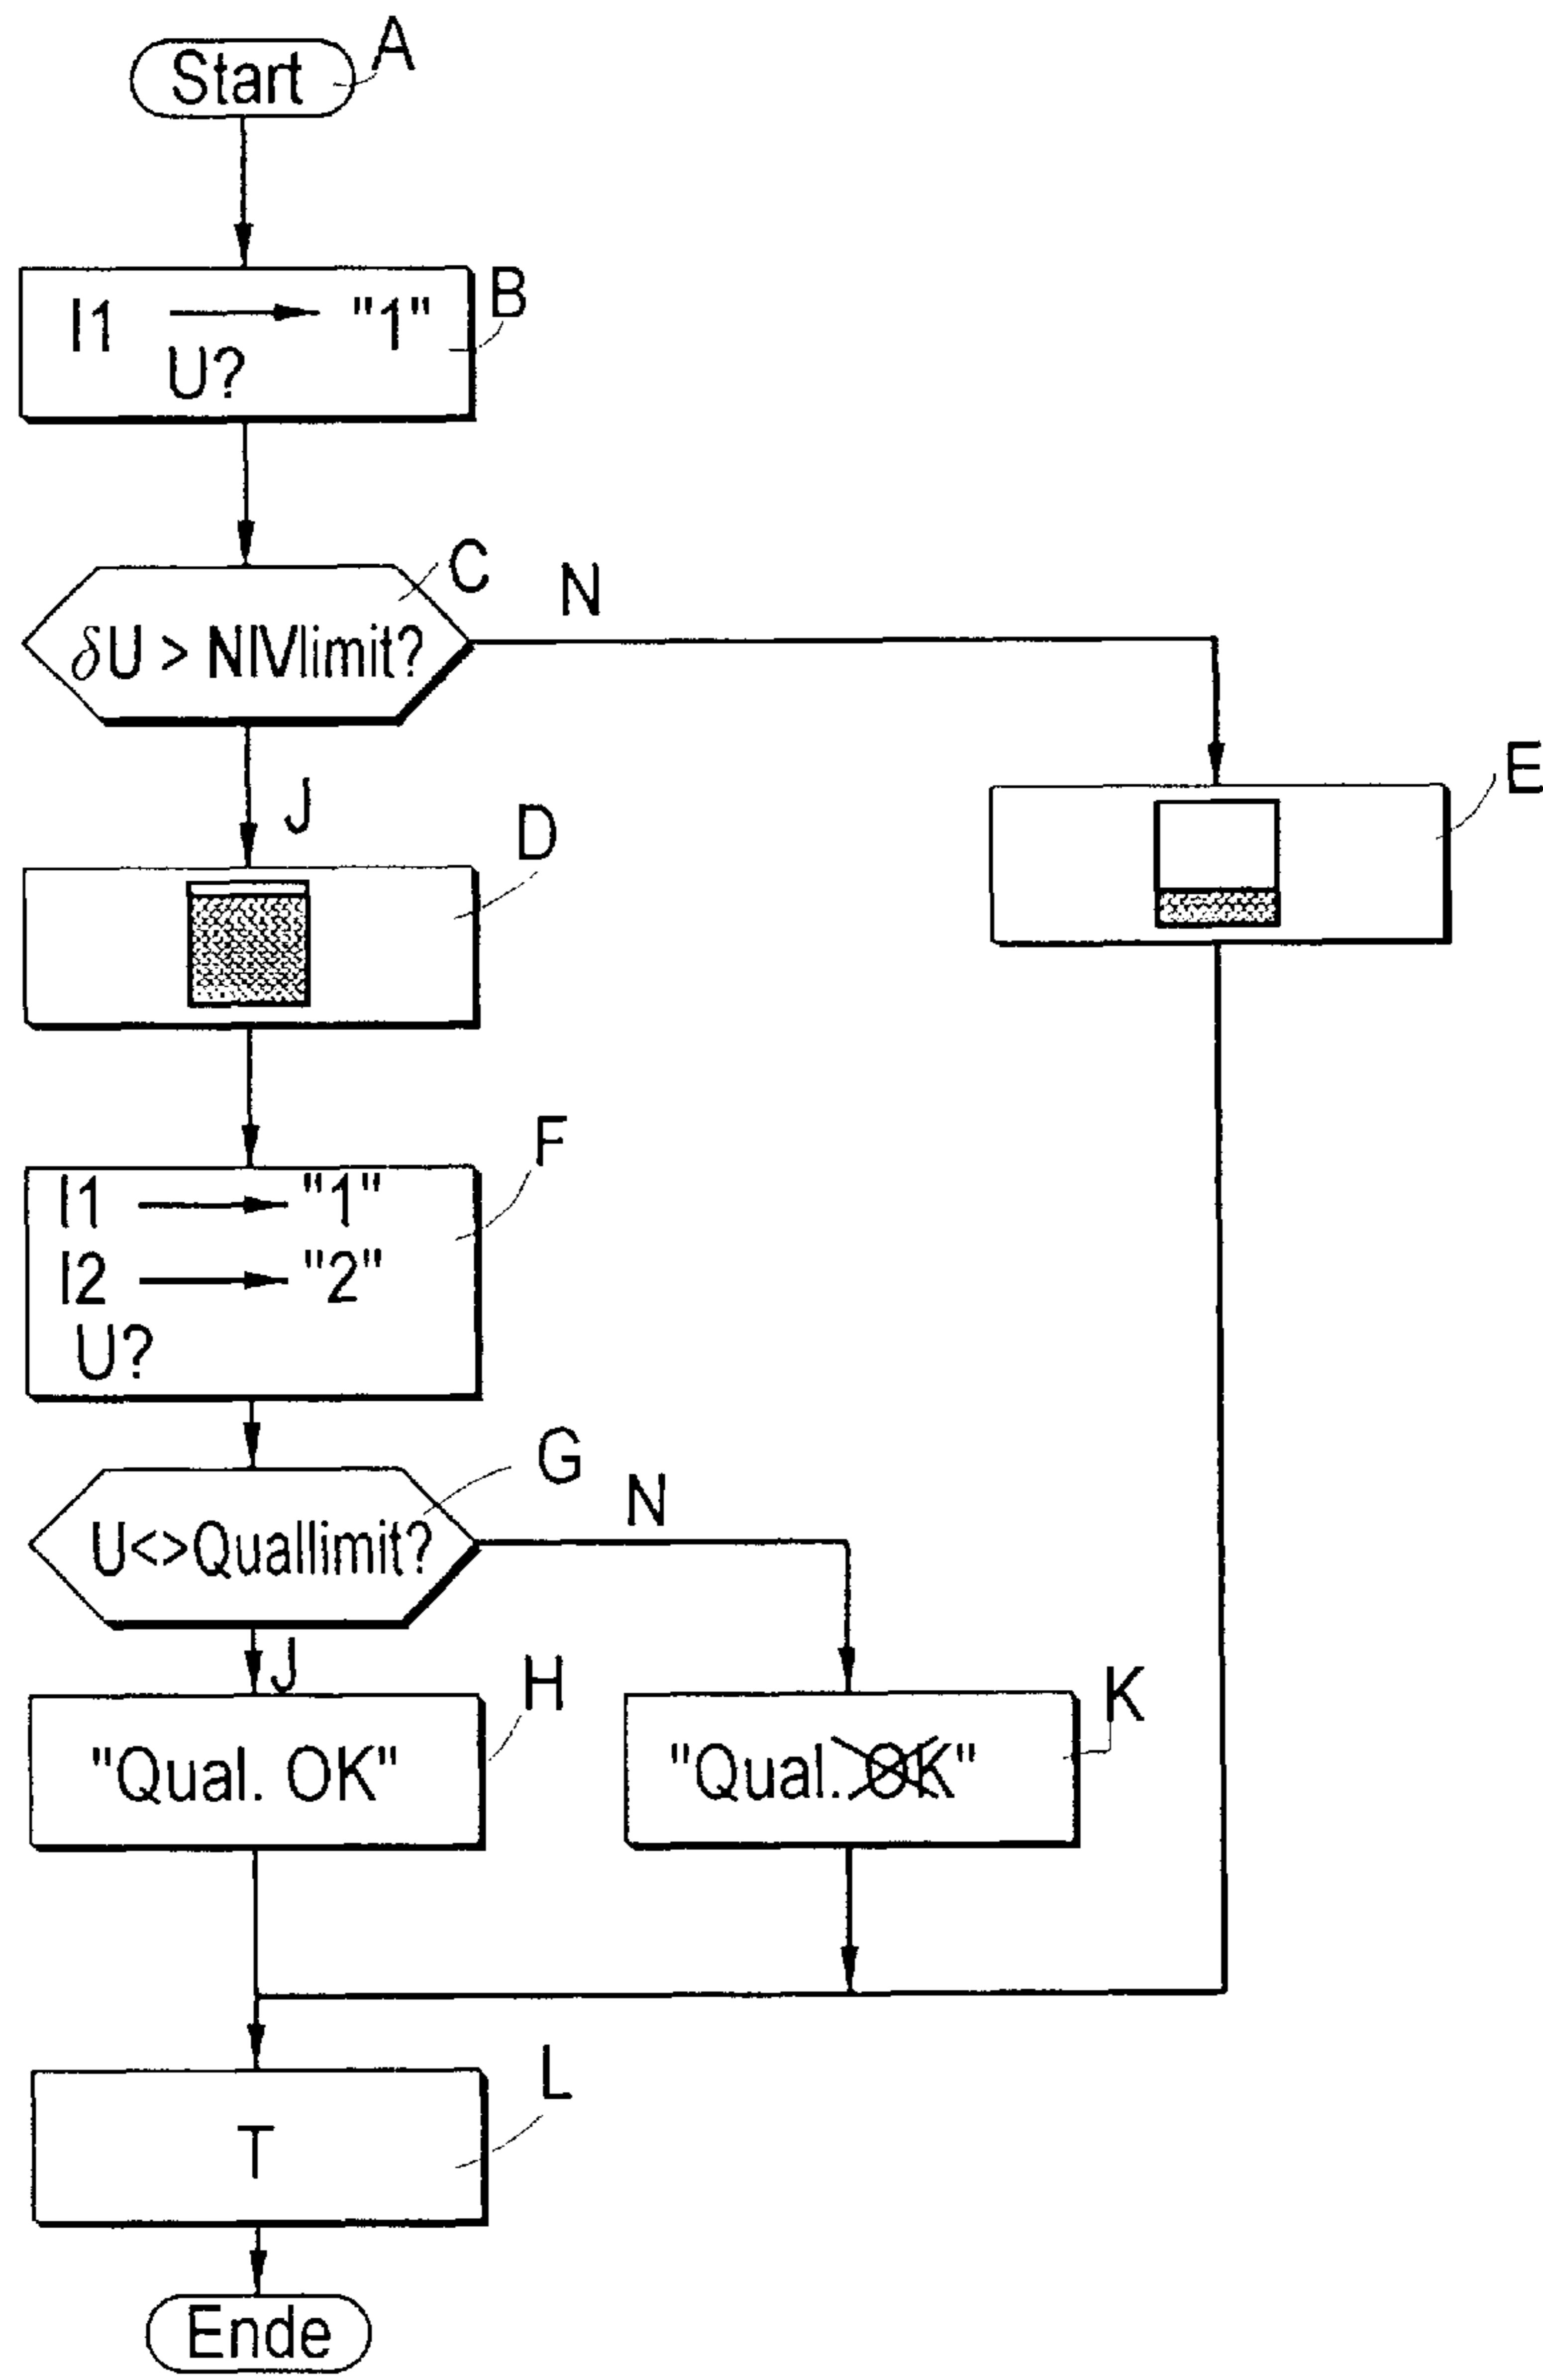 Start
A
I1 → "1"
U?
B
δU > NIVlimit?
C
N
J
D
E
I1 → "1"
I2 → "2"
U?
F
U<>Quallimit?
G
N
J
"Qual. OK"
H
"Qual. OK"
K
T
L
Ende